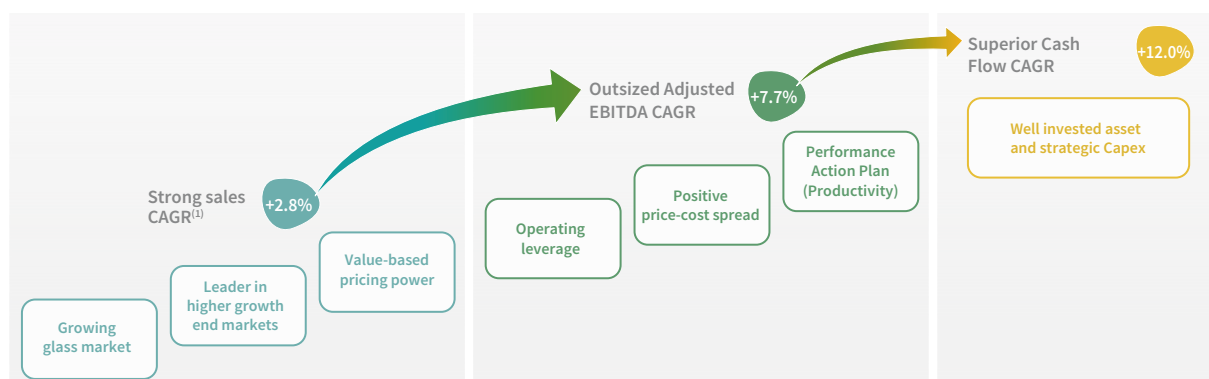 Strong sales
CAGR(1)
+2.8%
Growing
glass market
Leader in
higher growth
end markets
Value-based
pricing power
Outsized Adjusted
EBITDA CAGR
+7.7%
Operating
leverage
Positive
price-cost spread
Performance
Action Plan
(Productivity)
Superior Cash
Flow CAGR
+12.0%
Well invested asset
and strategic Capex